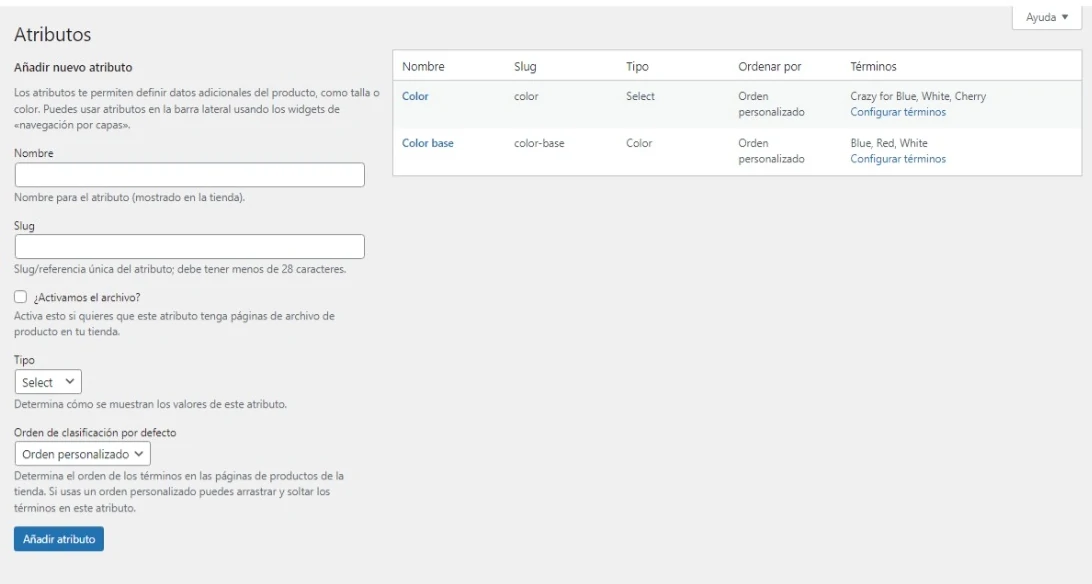 Ayuda ▼
Atributos
Añadir nuevo atributo
Los atributos te permiten definir datos adicionales del producto, como talla o
color. Puedes usar atributos en la barra lateral usando los widgets de
«navegación por capas».
Nombre
Nombre para el atributo (mostrado en la tienda).
Slug
Slug/referencia única del atributo; debe tener menos de 28 caracteres.
¿Activamos el archivo?
Activa esto si quieres que este atributo tenga páginas de archivo de
producto en tu tienda.
Tipo
Select
Determina cómo se muestran los valores de este atributo.
Orden de clasificación por defecto
Orden personalizado
Determina el orden de los términos en las páginas de productos de la
tienda. Si usas un orden personalizado puedes arrastrar y soltar los
términos en este atributo.
Añadir atributo
Nombre Slug Tipo Ordenar por Términos
Color color Select Orden Crazy for Blue, White, Cherry
personalizado Configurar términos
Color base color-base Color Orden Blue, Red, White
personalizado Configurar términos